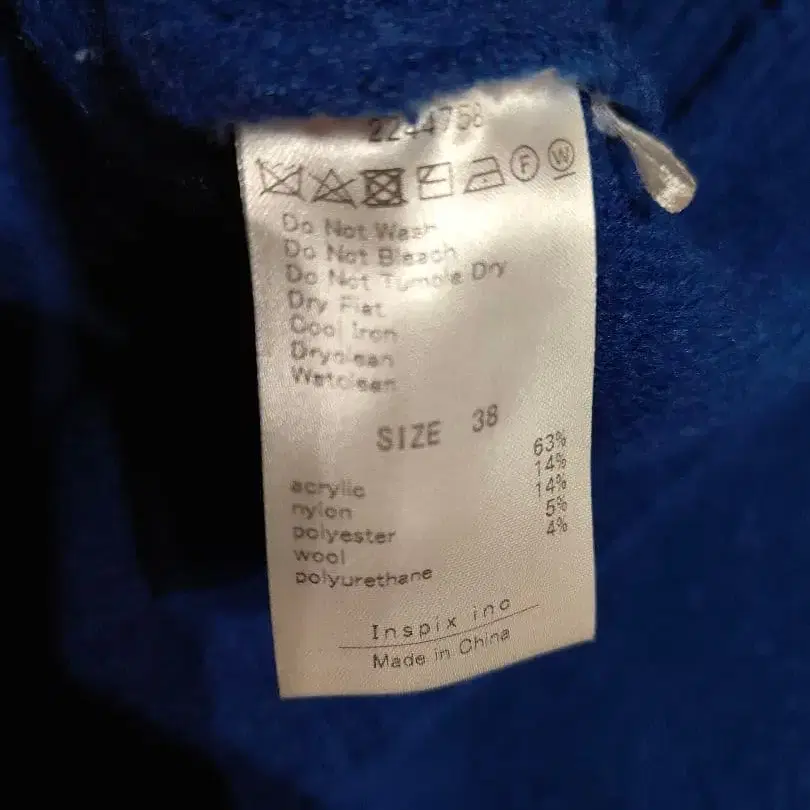 2244758
F W
Do Not Wash
Do Not Bleach
Do Not Tumble Dry
Dry Flat
Cool Iron
Dryclean
Wetclean
SIZE 38
acrylic 63%
nylon 14%
polyester 14%
wool 5%
polyurethane 4%
Inspix inc
Made in China